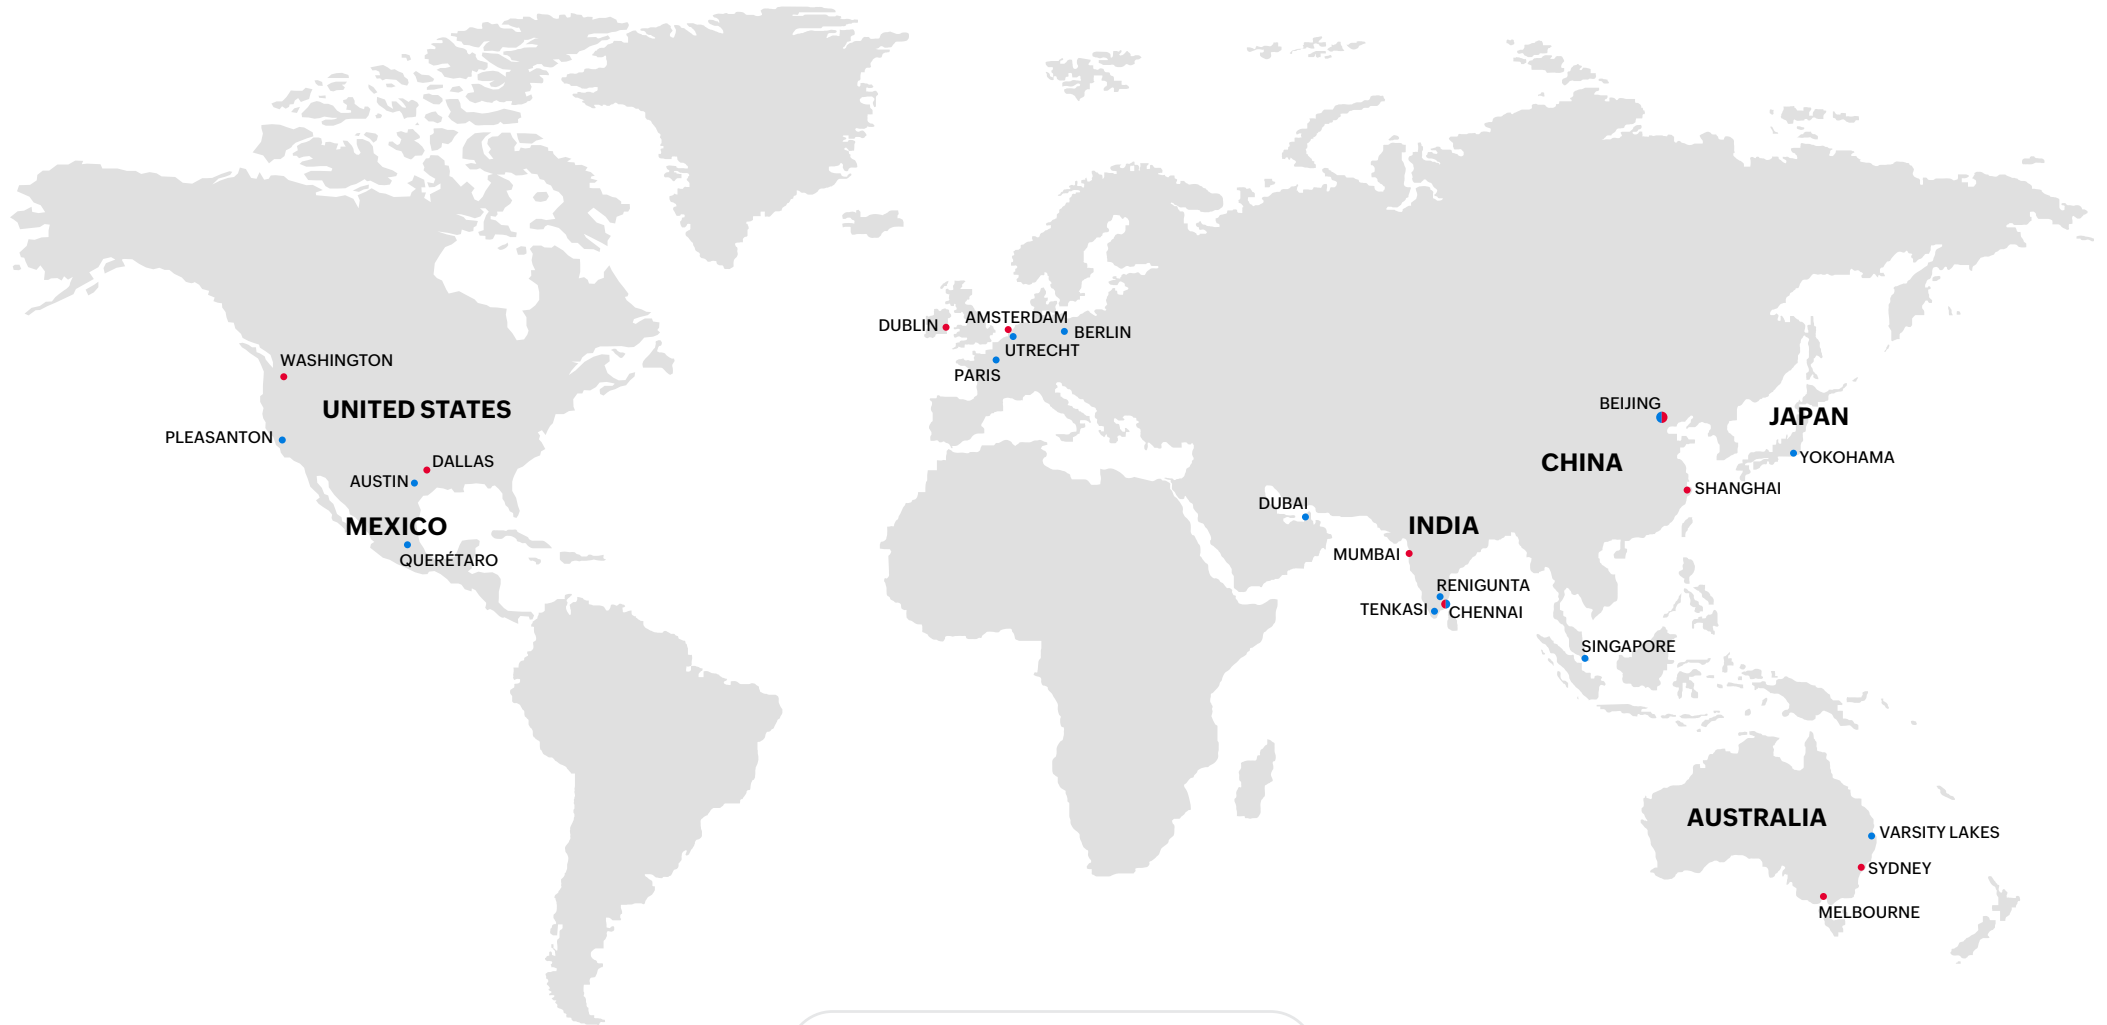 DUBLIN
AMSTERDAM
BERLIN
UTRECHT
PARIS
WASHINGTON
UNITED STATES
PLEASANTON
DALLAS
AUSTIN
MEXICO
QUERÉTARO
BEIJING
JAPAN
CHINA
YOKOHAMA
SHANGHAI
DUBAI
INDIA
MUMBAI
RENIGUNTA
TENKASI
CHENNAI
SINGAPORE
AUSTRALIA
VARSITY LAKES
SYDNEY
MELBOURNE